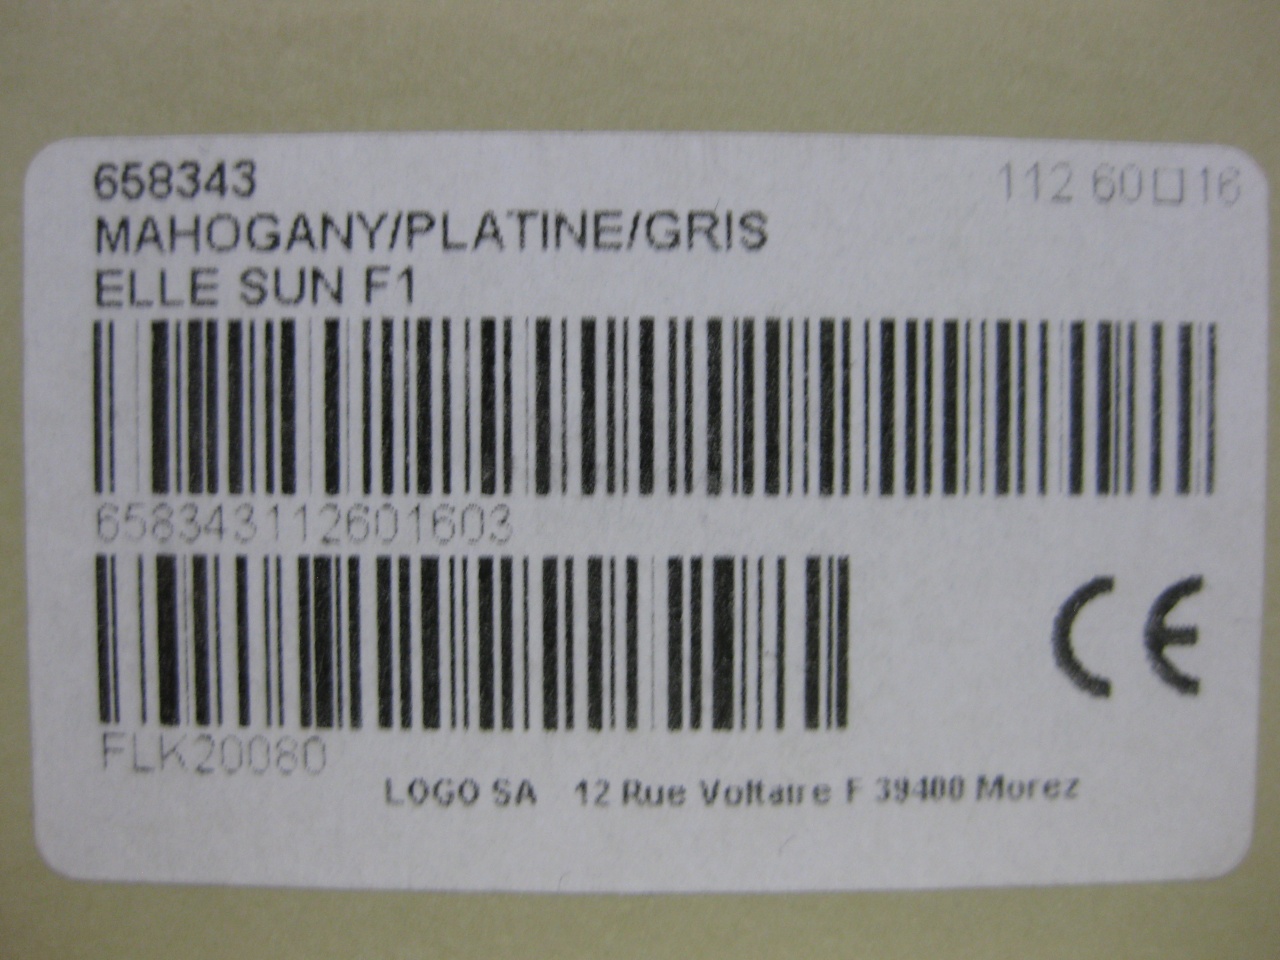 658343
112 60□16
MAHOGANY/PLATINE/GRIS
ELLE SUN F1
658343112601603
CE
FLK20080
LOGO SA 12 Rue Voltaire F 39400 Morez